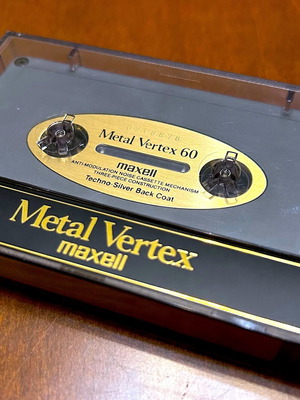 Metal Vertex 60
maxell
ANTI-MODULATION NOISE CASSETTE MECHANISM
THREE-PIECE CONSTRUCTION
Techno-Silver Back Coat
Metal Vertex
maxell